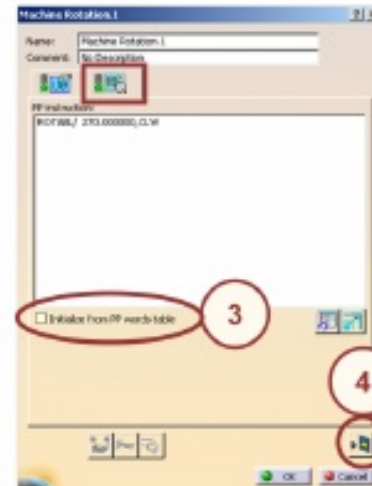 Machine Rotation.1
Name: Machine Rotation.1
Comment: No Description
PP instruction:
ROTABL/ 270.000000,CLW
Initialize from PP words table
3
4
OK
Cancel